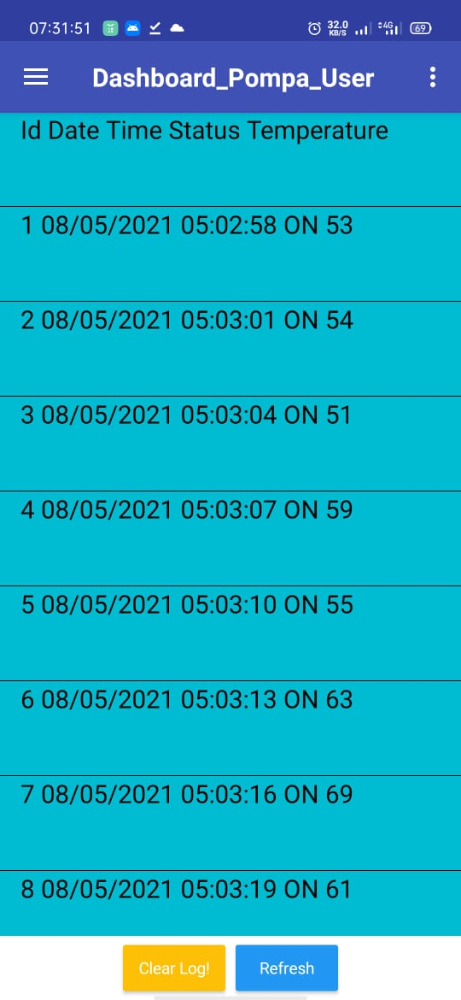 07:31:51 32.0 KB/S 4G 69
Dashboard_Pompa_User
Id Date Time Status Temperature
1 08/05/2021 05:02:58 ON 53
2 08/05/2021 05:03:01 ON 54
3 08/05/2021 05:03:04 ON 51
4 08/05/2021 05:03:07 ON 59
5 08/05/2021 05:03:10 ON 55
6 08/05/2021 05:03:13 ON 63
7 08/05/2021 05:03:16 ON 69
8 08/05/2021 05:03:19 ON 61
Clear Log! Refresh